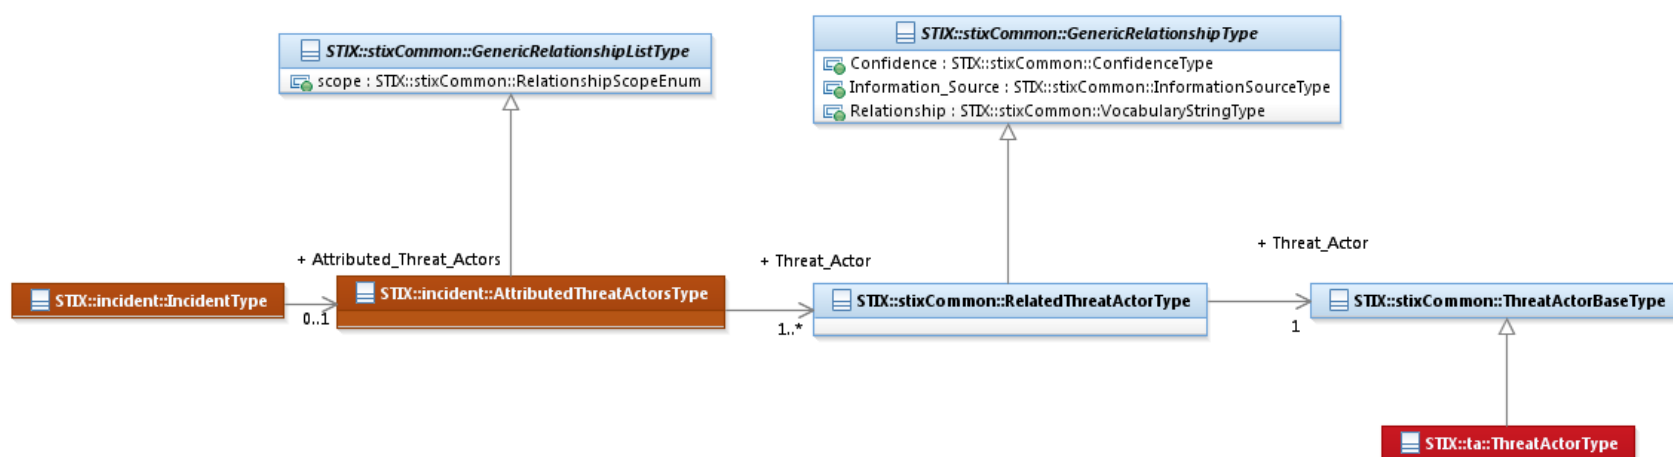 STIX::stixCommon::GenericRelationshipListType
scope : STIX::stixCommon::RelationshipScopeEnum
STIX::stixCommon::GenericRelationshipType
Confidence : STIX::stixCommon::ConfidenceType
Information_Source : STIX::stixCommon::InformationSourceType
Relationship : STIX::stixCommon::VocabularyStringType
+ Attributed_Threat_Actors
+ Threat_Actor
+ Threat_Actor
STIX::incident::IncidentType
0..1
STIX::incident::AttributedThreatActorsType
1..*
STIX::stixCommon::RelatedThreatActorType
1
STIX::stixCommon::ThreatActorBaseType
STIX::ta::ThreatActorType